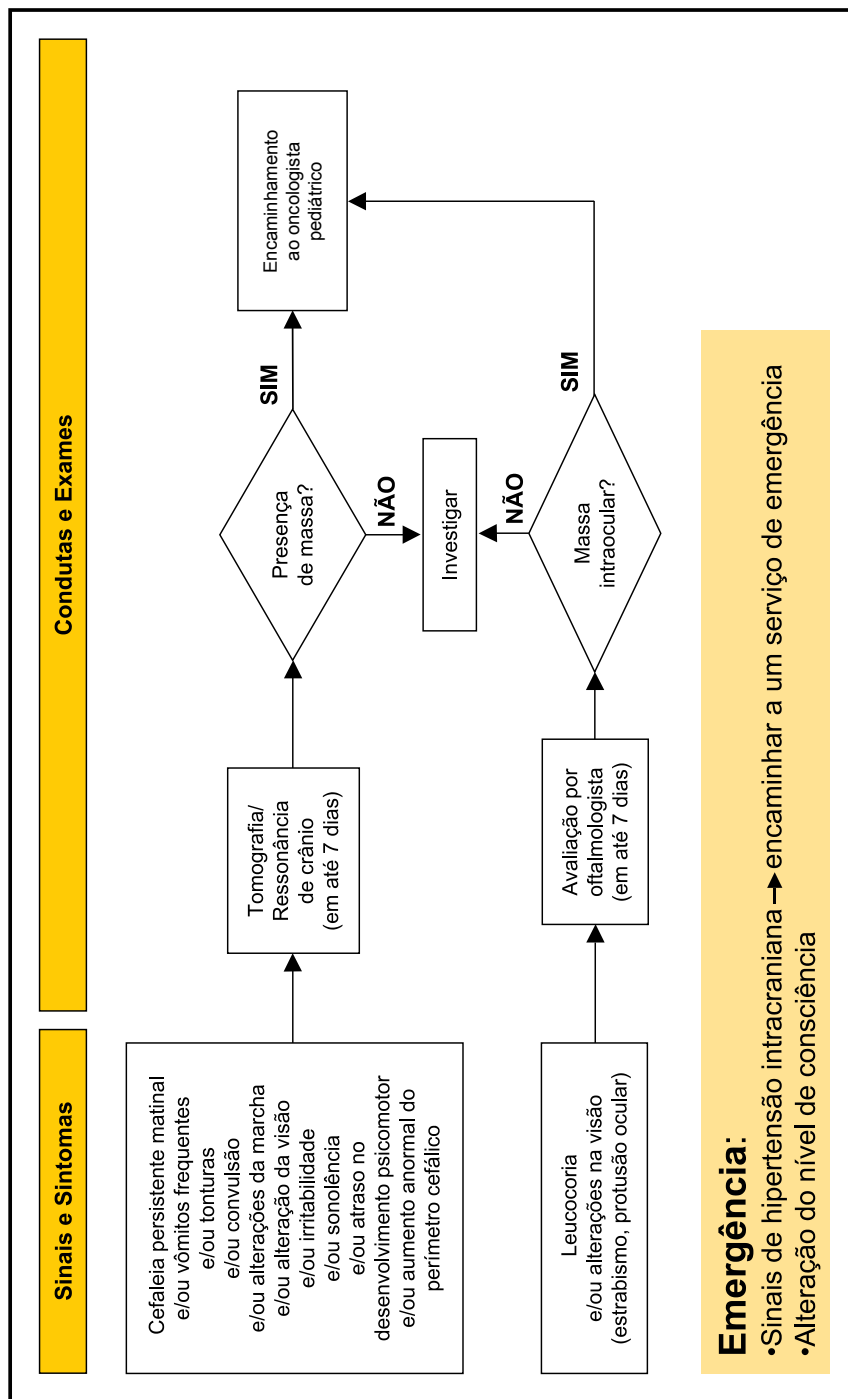 Sinais e Sintomas
Condutas e Exames
Cefaleia persistente matinal
e/ou vômitos frequentes
e/ou tonturas
e/ou convulsão
e/ou alterações da marcha
e/ou alteração da visão
e/ou irritabilidade
e/ou sonolência
e/ou atraso no
desenvolvimento psicomotor
e/ou aumento anormal do
perímetro cefálico
Tomografia/
Ressonância
de crânio
(em até 7 dias)
Presença
de massa?
SIM
NÃO
Encaminhamento
ao oncologista
pediátrico
Investigar
Leucocoria
e/ou alterações na visão
(estrabismo, protusão ocular)
Avaliação por
oftalmologista
(em até 7 dias)
Massa
intraocular?
NÃO
SIM
Emergência:
•Sinais de hipertensão intracraniana → encaminhar a um serviço de emergência
•Alteração do nível de consciência